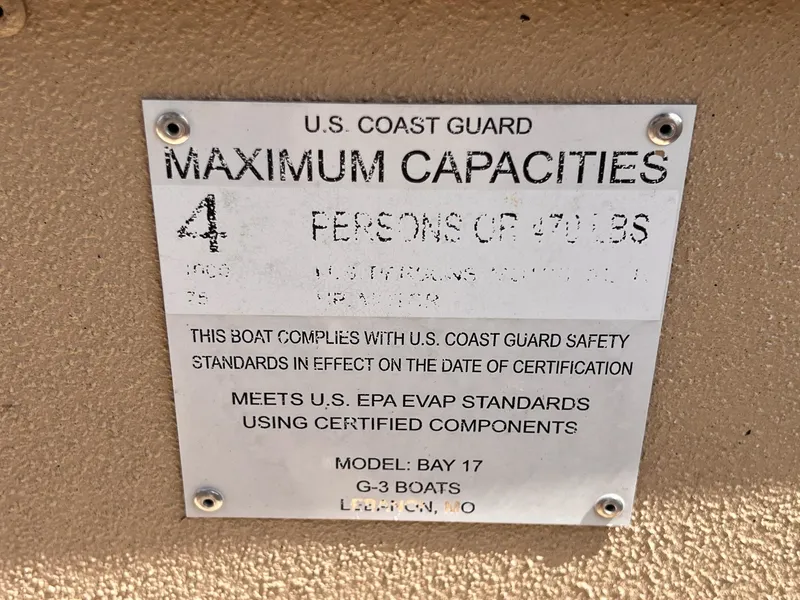 U.S. COAST GUARD
MAXIMUM CAPACITIES
4 PERSONS OR 470 LBS
LBS. PERSONS
THIS BOAT COMPLIES WITH U.S. COAST GUARD SAFETY
STANDARDS IN EFFECT ON THE DATE OF CERTIFICATION
MEETS U.S. EPA EVAP STANDARDS
USING CERTIFIED COMPONENTS
MODEL: BAY 17
G-3 BOATS
LEBANON, MO